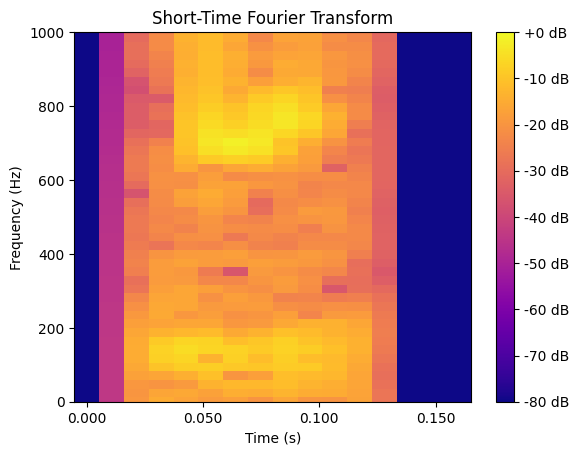 Short-Time Fourier Transform
1000
800
600
400
200
0
Frequency (Hz)
0.000
0.050
0.100
0.150
Time (s)
+0 dB
-10 dB
-20 dB
-30 dB
-40 dB
-50 dB
-60 dB
-70 dB
-80 dB